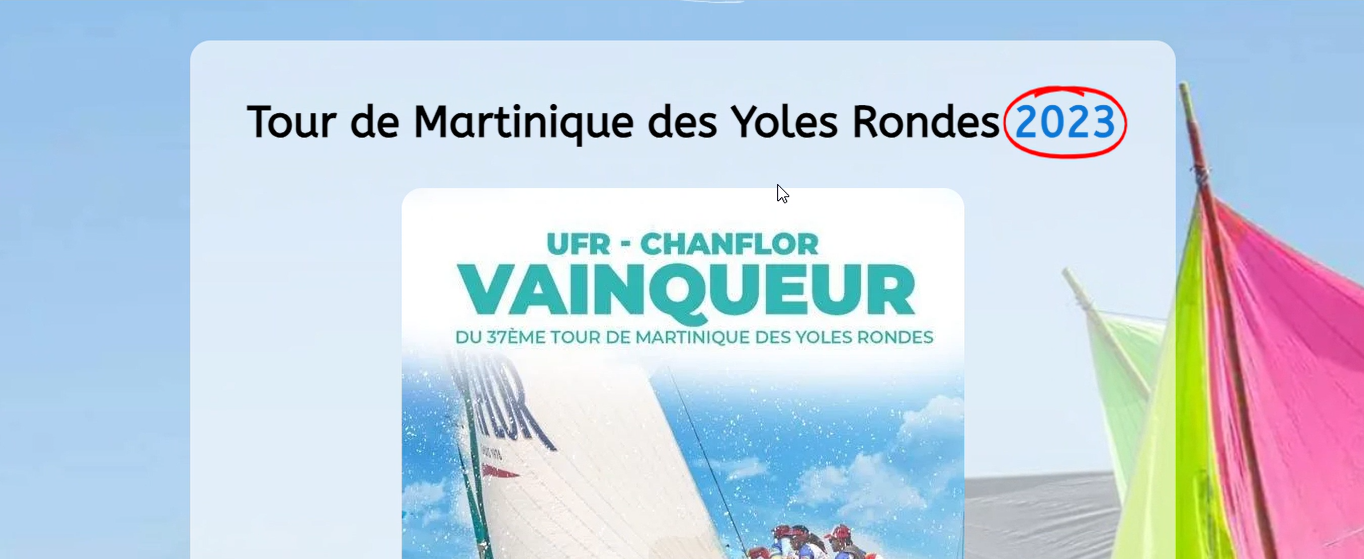 Tour de Martinique des Yoles Rondes 2023
UFR - CHANFLOR
VAINQUEUR
DU 37ÈME TOUR DE MARTINIQUE DES YOLES RONDES